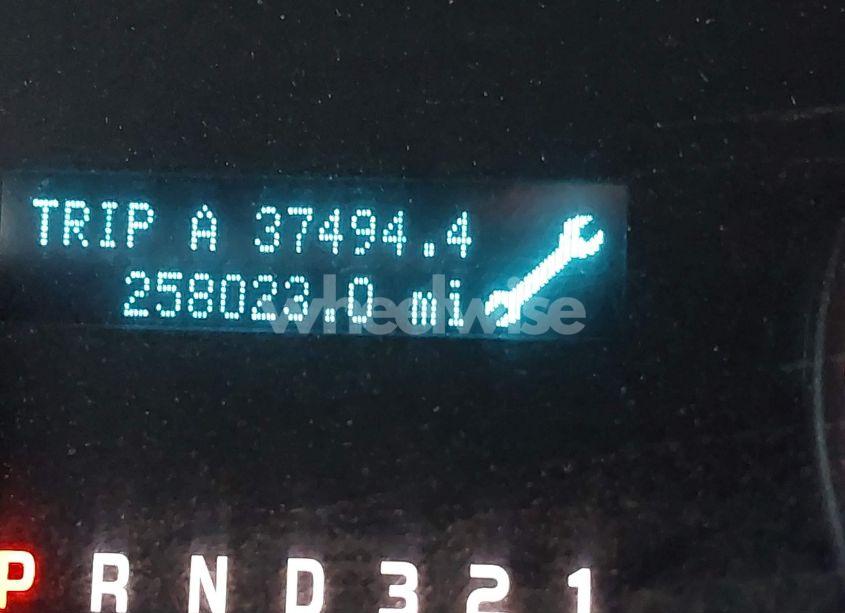 TRIP A 37494.4
258023.0 mi
wheelwise
P R N D 3 2 1